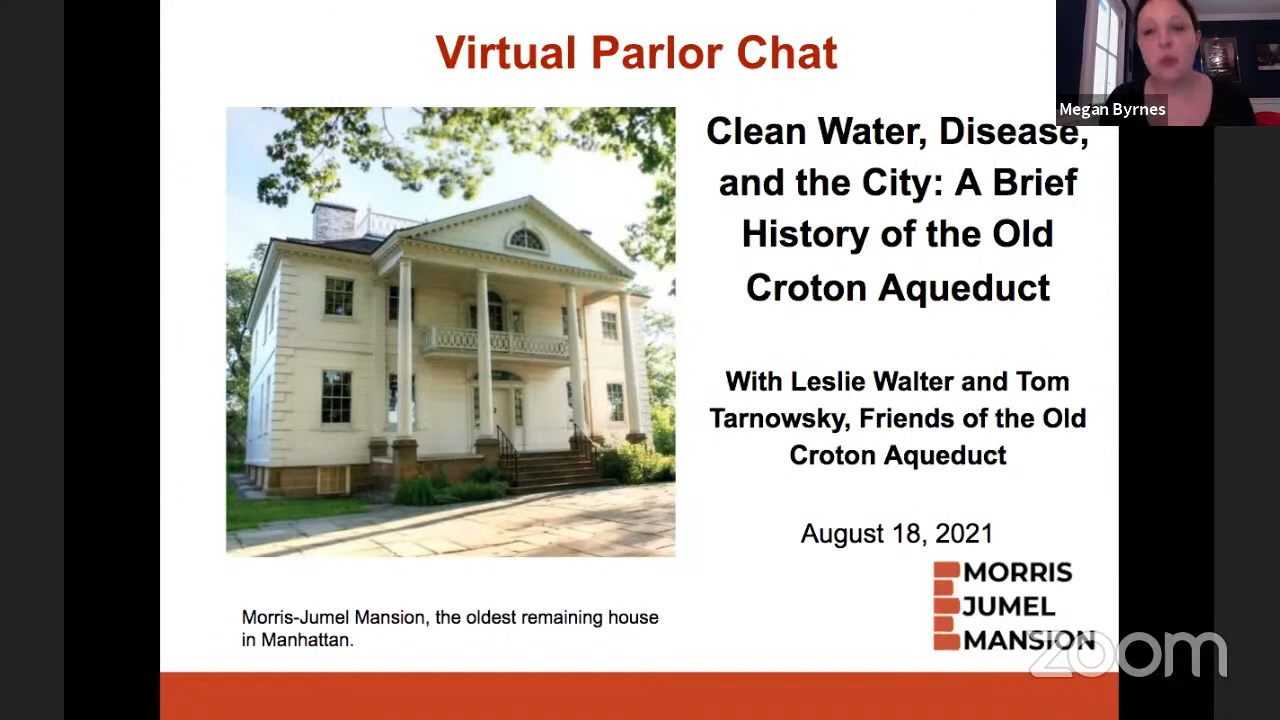 Virtual Parlor Chat
Megan Byrnes
Clean Water, Disease,
and the City: A Brief
History of the Old
Croton Aqueduct
With Leslie Walter and Tom
Tarnowsky, Friends of the Old
Croton Aqueduct
August 18, 2021
MORRIS
JUMEL
MANSION
Morris-Jumel Mansion, the oldest remaining house
in Manhattan.
zoom